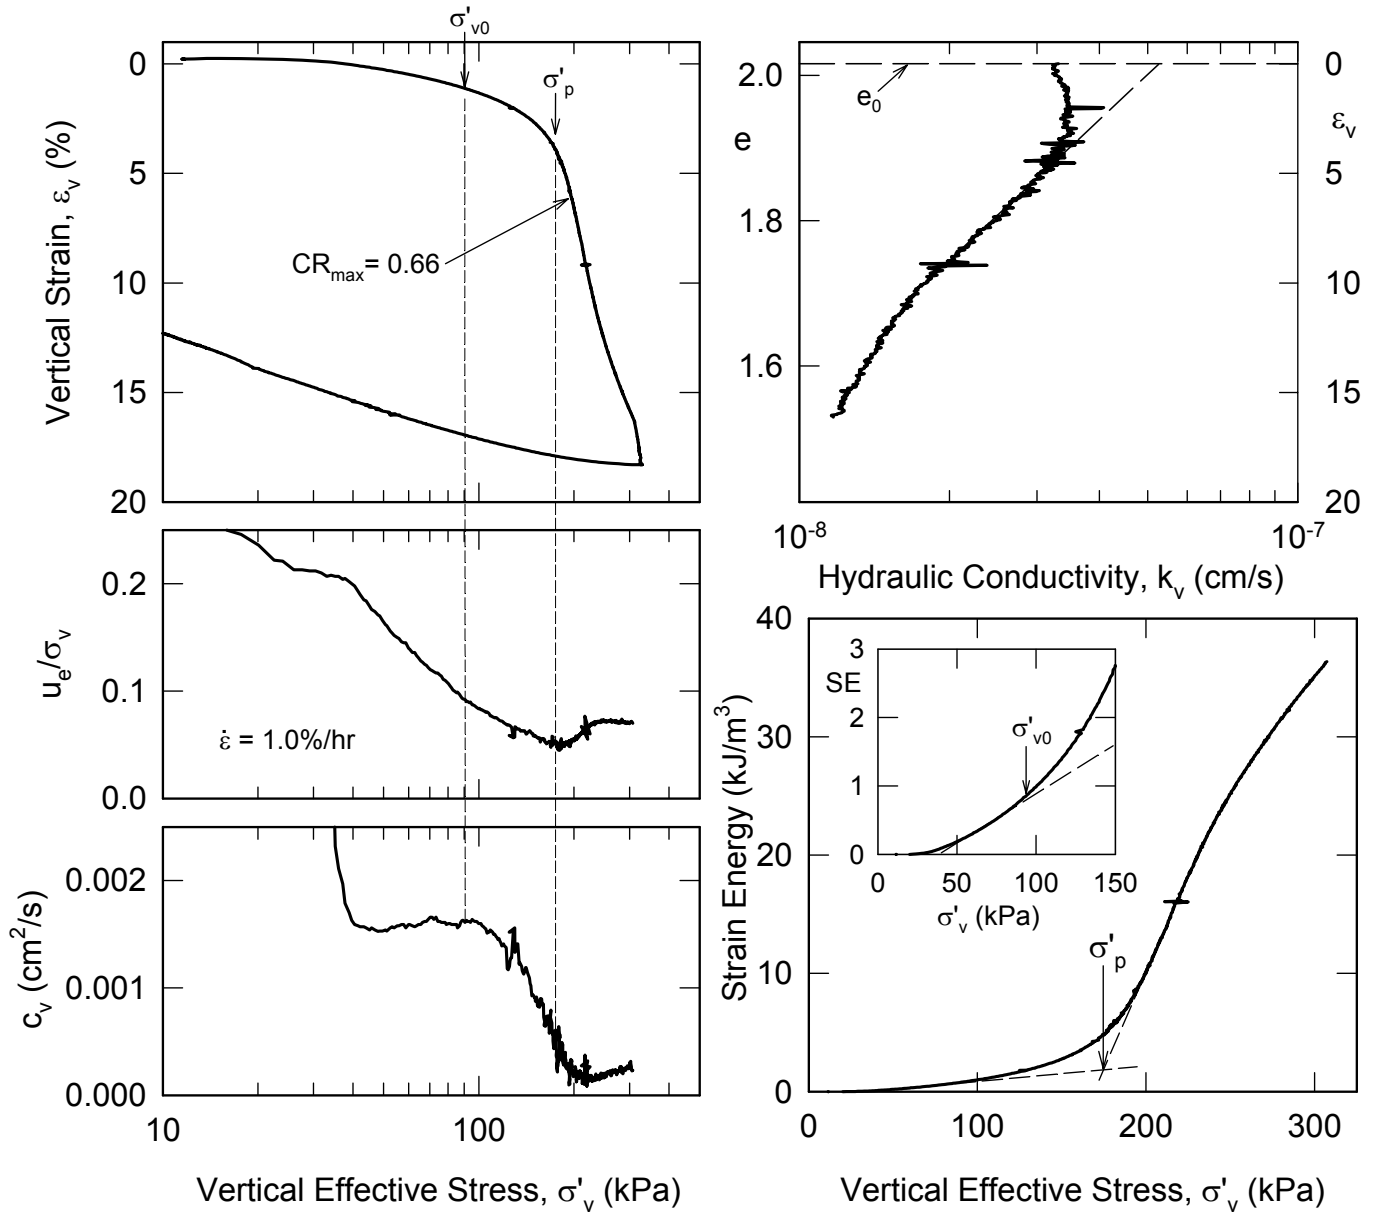 σ'v0
σ'p
0
5
10
15
20
Vertical Strain, εv (%)
CRmax= 0.66
0.2
0.1
0.0
ue/σv
ε̇ = 1.0%/hr
0.002
0.001
0.000
cv (cm²/s)
10
100
Vertical Effective Stress, σ'v (kPa)
2.0
1.8
1.6
e
e0
0
5
10
15
20
εv
10⁻⁸
10⁻⁷
Hydraulic Conductivity, kv (cm/s)
40
30
20
10
0
Strain Energy (kJ/m³)
3
SE
2
1
0
σ'v0
0
50
100
150
σ'v (kPa)
σ'p
0
100
200
300
Vertical Effective Stress, σ'v (kPa)